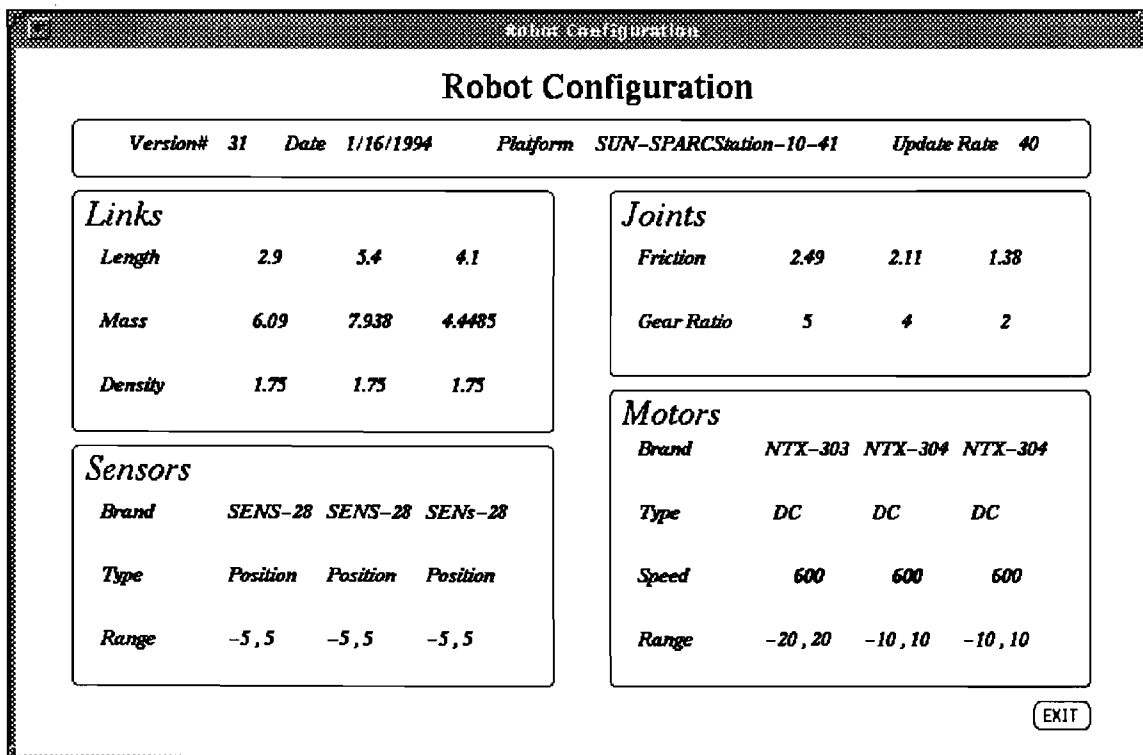 Robot Configuration
Robot Configuration
Version# 31 Date 1/16/1994 Platform SUN-SPARCStation-10-41 Update Rate 40
Links
Length 2.9 5.4 4.1
Mass 6.09 7.938 4.4485
Density 1.75 1.75 1.75
Sensors
Brand SENS-28 SENS-28 SENs-28
Type Position Position Position
Range -5,5 -5,5 -5,5
Joints
Friction 2.49 2.11 1.38
Gear Ratio 5 4 2
Motors
Brand NTX-303 NTX-304 NTX-304
Type DC DC DC
Speed 600 600 600
Range -20,20 -10,10 -10,10
EXIT